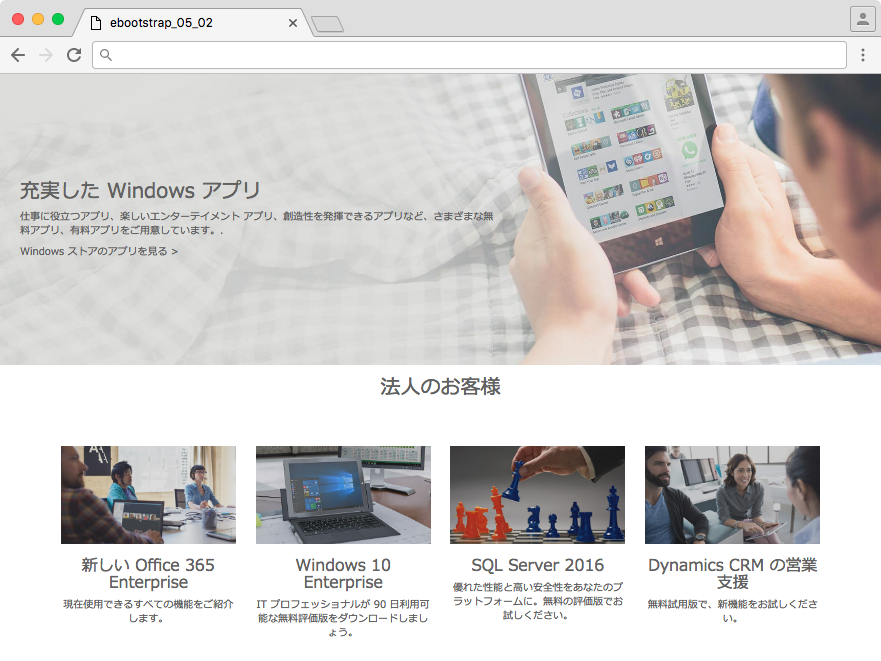 ebootstrap_05_02
充実した Windows アプリ
仕事に役立つアプリ、楽しいエンターテイメント アプリ、創造性を発揮できるアプリなど、さまざまな無
料アプリ、有料アプリをご用意しています。.
Windows ストアのアプリを見る >
法人のお客様
新しい Office 365
Enterprise
現在使用できるすべての機能をご紹介
します。
Windows 10
Enterprise
IT プロフェッショナルが 90 日利用可
能な無料評価版をダウンロードしまし
ょう。
SQL Server 2016
優れた性能と高い安全性をあなたのプ
ラットフォームに。無料の評価版でお
試しください。
Dynamics CRM の営業
支援
無料試用版で、新機能をお試しくださ
い。